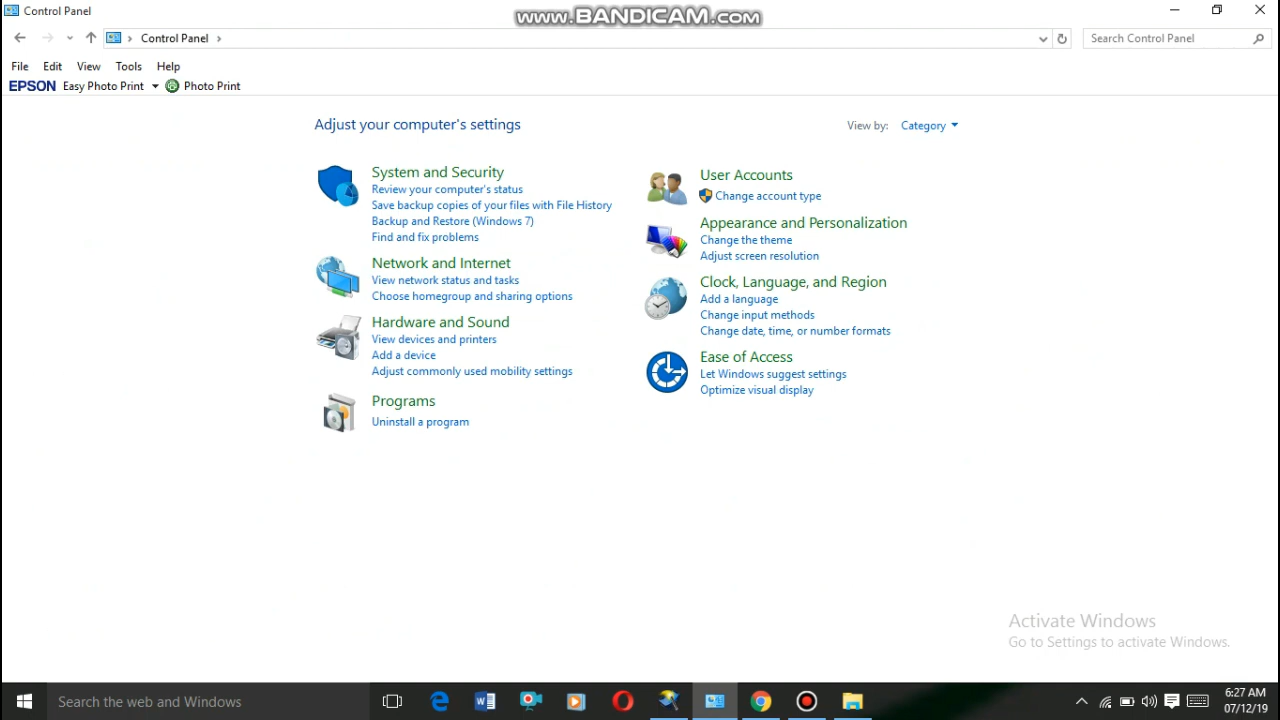 Control Panel
www.BANDICAM.com
Control Panel
Search Control Panel
File Edit View Tools Help
EPSON Easy Photo Print Photo Print
Adjust your computer's settings
View by: Category
System and Security
Review your computer's status
Save backup copies of your files with File History
Backup and Restore (Windows 7)
Find and fix problems
Network and Internet
View network status and tasks
Choose homegroup and sharing options
Hardware and Sound
View devices and printers
Add a device
Adjust commonly used mobility settings
Programs
Uninstall a program
User Accounts
Change account type
Appearance and Personalization
Change the theme
Adjust screen resolution
Clock, Language, and Region
Add a language
Change input methods
Change date, time, or number formats
Ease of Access
Let Windows suggest settings
Optimize visual display
Activate Windows
Go to Settings to activate Windows.
Search the web and Windows
6:27 AM
07/12/19